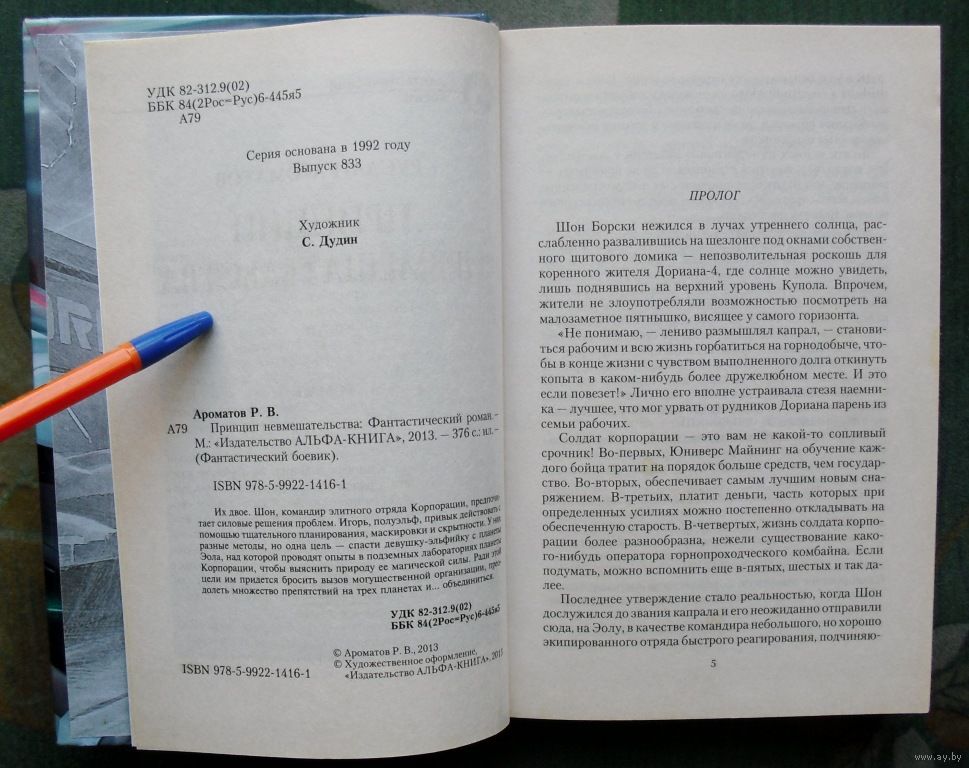 УДК 82-312.9(02)
ББК 84(2Рос=Рус)6-445я5
А79
Серия основана в 1992 году
Выпуск 833
Художник
С. Дудин
Ароматов Р. В.
А79 Принцип невмешательства: Фантастический роман. –
М.: «Издательство АЛЬФА-КНИГА», 2013. – 376 с.: ил. –
(Фантастический боевик).
ISBN 978-5-9922-1416-1
Их двое. Шон, командир элитного отряда Корпорации, предпочи-
тает силовые решения проблем. Игорь, полуэльф, привык действовать с
помощью тщательного планирования, маскировки и скрытности. У них
разные методы, но одна цель — спасти девушку-эльфийку с планеты
Эола, над которой проводят опыты в подземных лабораториях планеты
Корпорации, чтобы выяснить природу ее магической силы. Ради этой
цели им придется бросить вызов могущественной организации, прео-
долеть множество препятствий на трех планетах и... объединиться.
УДК 82-312.9(02)
ББК 84(2Рос=Рус)6-445я5
© Ароматов Р. В., 2013
© Художественное оформление,
ISBN 978-5-9922-1416-1 «Издательство АЛЬФА-КНИГА», 2013
ПРОЛОГ
Шон Борски нежился в лучах утреннего солнца, рас-
слабленно развалившись на шезлонге под окнами собствен-
ного щитового домика — непозволительная роскошь для
коренного жителя Дориана-4, где солнце можно увидеть,
лишь поднявшись на верхний уровень Купола. Впрочем,
жители не злоупотребляли возможностью посмотреть на
малозаметное пятнышко, висящее у самого горизонта.
«Не понимаю, — лениво размышлял капрал, — станови-
ться рабочим и всю жизнь горбатиться на горнодобыче, что-
бы в конце жизни с чувством выполненного долга откинуть
копыта в каком-нибудь более дружелюбном месте. И это
если повезет!» Лично его вполне устраивала стезя наемни-
ка — лучшее, что мог урвать от рудников Дориана парень из
семьи рабочих.
Солдат корпорации — это вам не какой-то сопливый
срочник! Во-первых, Юниверс Майнинг на обучение каж-
дого бойца тратит на порядок больше средств, чем государ-
ство. Во-вторых, обеспечивает самым лучшим новым сна-
ряжением. В-третьих, платит деньги, часть которых при
определенных усилиях можно постепенно откладывать на
обеспеченную старость. В-четвертых, жизнь солдата корпо-
рации более разнообразна, нежели существование како-
го-нибудь оператора горнопроходческого комбайна. Если
подумать, можно вспомнить еще в-пятых, шестых и так да-
лее.
Последнее утверждение стало реальностью, когда Шон
дослужился до звания капрала и его неожиданно отправили
сюда, на Эолу, в качестве командира небольшого, но хорошо
экипированного отряда быстрого реагирования, подчиняю-
5
www.ay.by